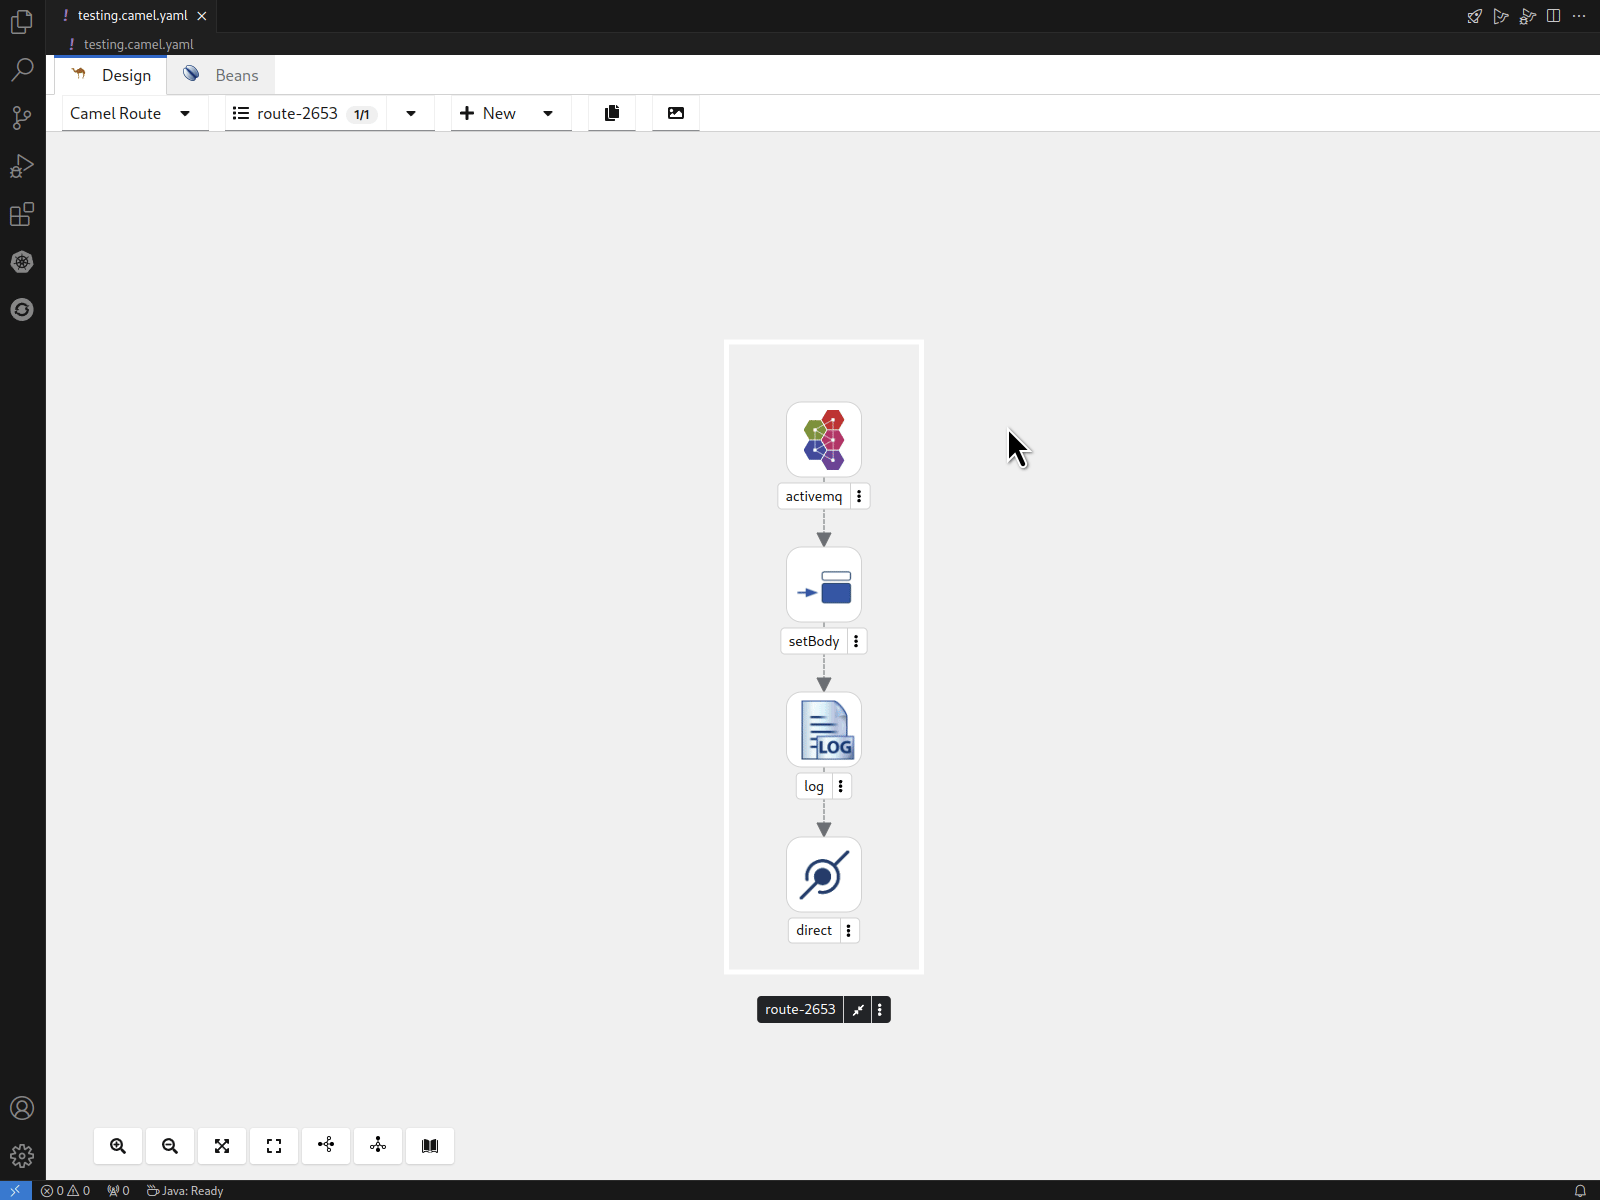 ! testing.camel.yaml
! testing.camel.yaml
Design Beans
Camel Route route-2653 1/1 New
activemq
setBody
LOG
log
direct
route-2653
0 0 0 Java: Ready